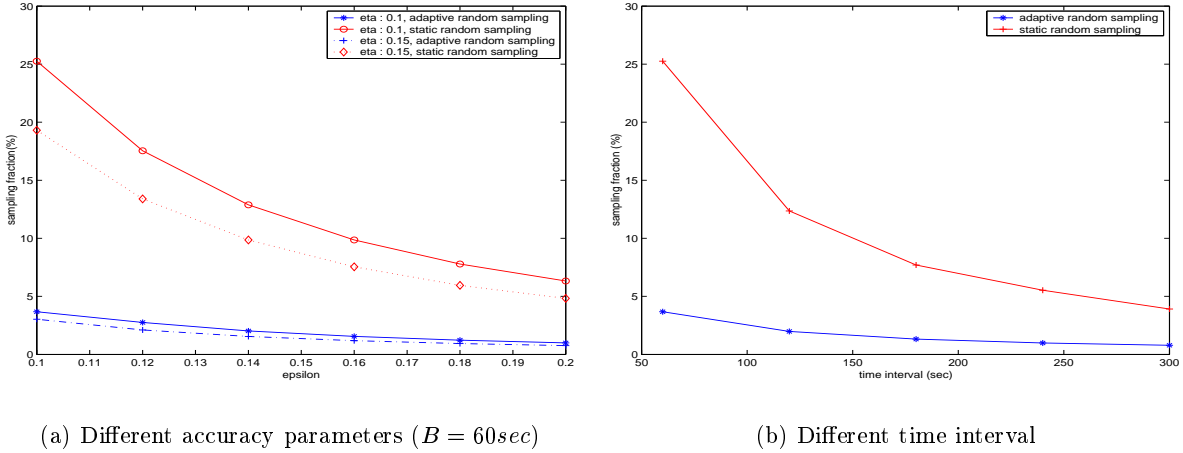 30
25
20
15
10
5
0
sampling fraction(%)
eta : 0.1, adaptive random sampling
eta : 0.1, static random sampling
eta : 0.15, adaptive random sampling
eta : 0.15, static random sampling
0.1 0.11 0.12 0.13 0.14 0.15 0.16 0.17 0.18 0.19 0.2
epsilon
(a) Different accuracy parameters (B = 60sec)
30
25
20
15
10
5
0
sampling fraction (%)
adaptive random sampling
static random sampling
50 100 150 200 250 300
time interval (sec)
(b) Different time interval